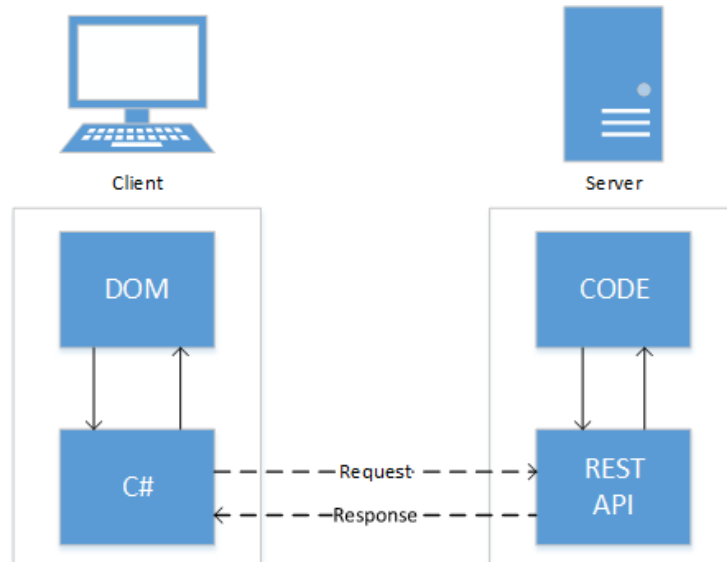 Client
Server
DOM
CODE
C#
Request
Response
REST
API